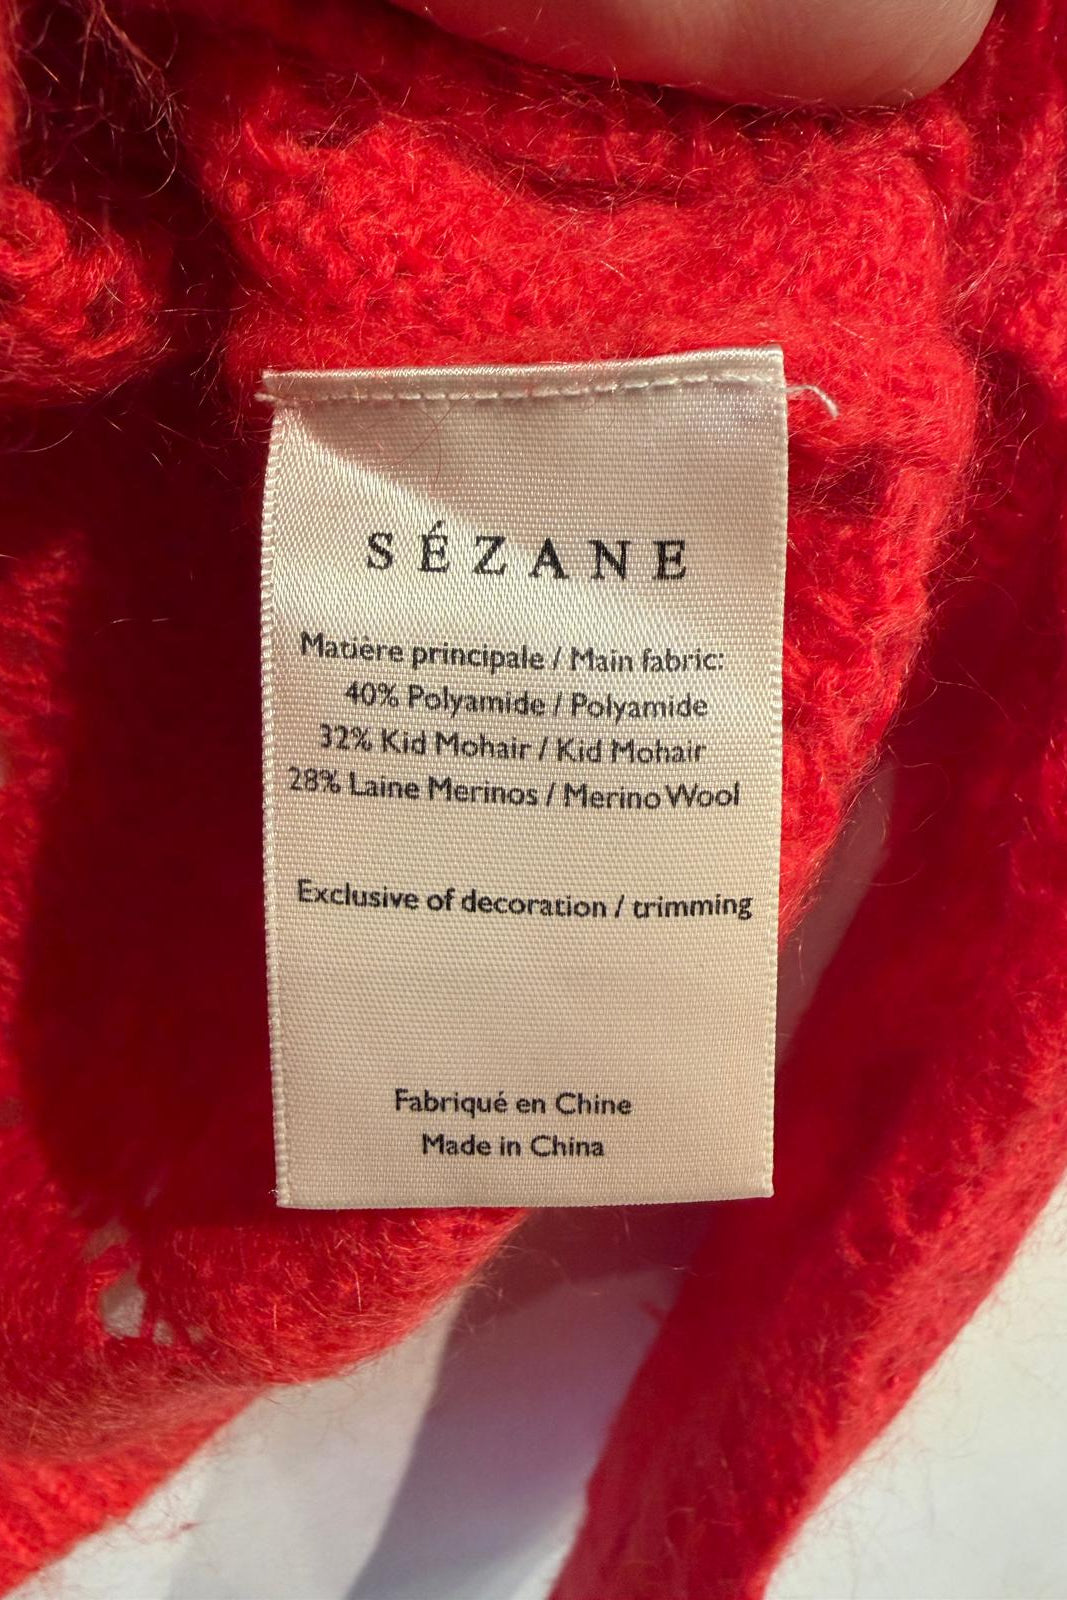 SÉZANE
Matière principale / Main fabric:
40% Polyamide / Polyamide
32% Kid Mohair / Kid Mohair
28% Laine Merinos / Merino Wool
Exclusive of decoration / trimming
Fabriqué en Chine
Made in China